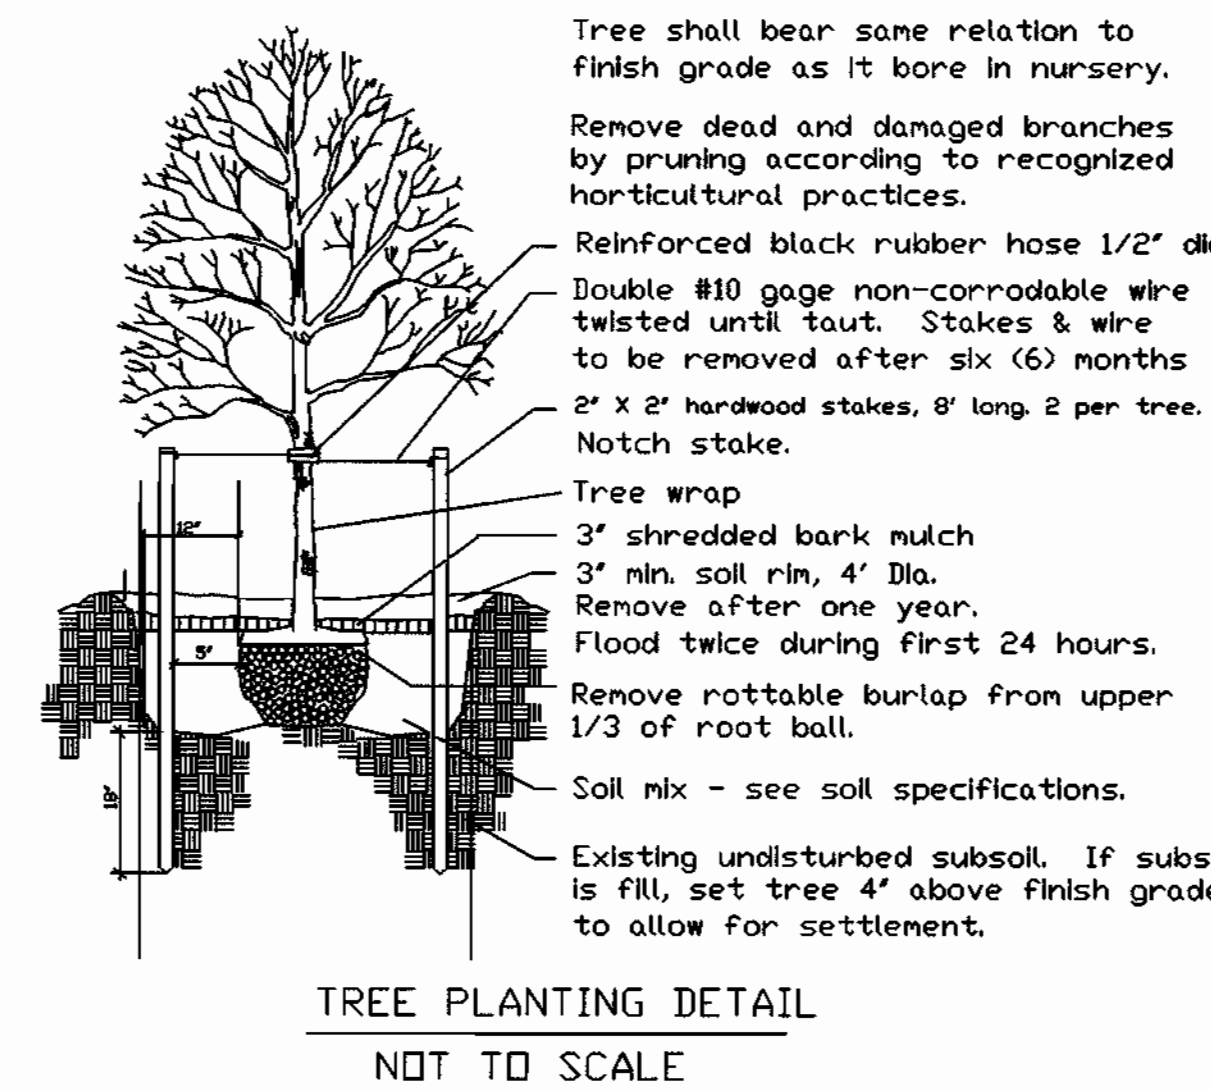 Tree shall bear same relation to
finish grade as it bore in nursery.
Remove dead and damaged branches
by pruning according to recognized
horticultural practices.
Reinforced black rubber hose 1/2"
Double #10 gage non-corrodable wire
twisted until taut. Stakes & wire
to be removed after six (6) months
2" X 2" hardwood stakes, 8' long. 2 per tree.
Notch stake.
Tree wrap
12"
3" shredded bark mulch
3" min. soil rim, 4' Dia.
Remove after one year.
Flood twice during first 24 hours.
5"
Remove rottable burlap from upper
1/3 of root ball.
Soil mix - see soil specifications.
18"
Existing undisturbed subsoil. If
is fill, set tree 4" above finish grade
to allow for settlement.
TREE PLANTING DETAIL
NOT TO SCALE